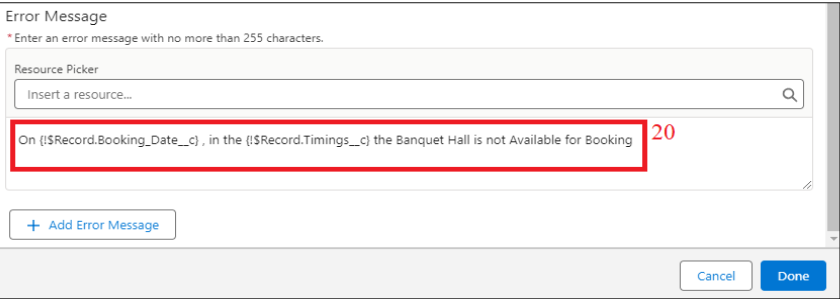 Error Message
* Enter an error message with no more than 255 characters.
Resource Picker
Insert a resource...
On {!$Record.Booking_Date__c} , in the {!$Record.Timings__c} the Banquet Hall is not Available for Booking
20
+ Add Error Message
Cancel
Done